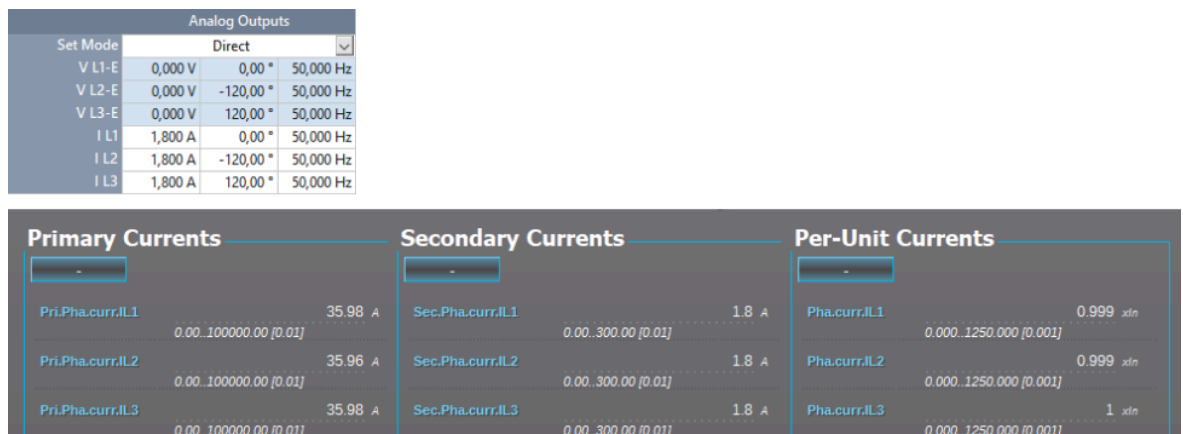 Analog Outputs
Set Mode Direct
V L1-E 0,000 V 0,00 ° 50,000 Hz
V L2-E 0,000 V -120,00 ° 50,000 Hz
V L3-E 0,000 V 120,00 ° 50,000 Hz
I L1 1,800 A 0,00 ° 50,000 Hz
I L2 1,800 A -120,00 ° 50,000 Hz
I L3 1,800 A 120,00 ° 50,000 Hz
Primary Currents Secondary Currents Per-Unit Currents
- - -
Pri.Pha.curr.IL1 35.98 A Sec.Pha.curr.IL1 1.8 A Pha.curr.IL1 0.999 xIn
0.00..100000.00 [0.01] 0.00..300.00 [0.01] 0.000..1250.000 [0.001]
Pri.Pha.curr.IL2 35.96 A Sec.Pha.curr.IL2 1.8 A Pha.curr.IL2 0.999 xIn
0.00..100000.00 [0.01] 0.00..300.00 [0.01] 0.000..1250.000 [0.001]
Pri.Pha.curr.IL3 35.98 A Sec.Pha.curr.IL3 1.8 A Pha.curr.IL3 1 xIn
0.00..100000.00 [0.01] 0.00..300.00 [0.01] 0.000..1250.000 [0.001]